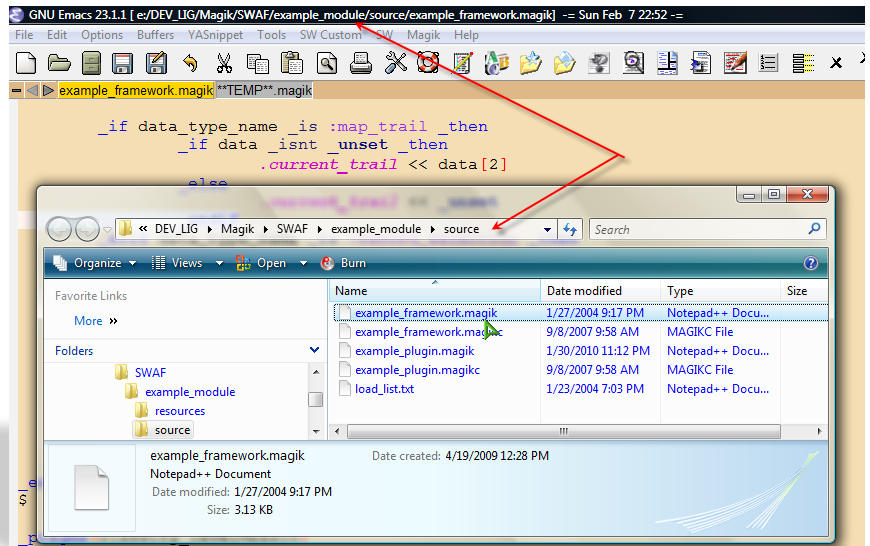 GNU Emacs 23.1.1 [ e:/DEV_LIG/Magik/SWAF/example_module/source/example_framework.magik]  -= Sun Feb  7 22:52 -=
File Edit Options Buffers YASnippet Tools SW Custom SW Magik Help
example_framework.magik **TEMP**.magik
_if data_type_name _is :map_trail _then
_if data _isnt _unset _then
.current_trail << data[2]
_else
« DEV_LIG Magik SWAF example_module source Search
Organize Views Open Burn
Favorite Links
More »
Folders
SWAF
example_module
resources
source
Name Date modified Type Size
example_framework.magik 1/27/2004 9:17 PM Notepad++ Docu...
example_framework.magikc 9/8/2007 9:58 AM MAGIKC File
example_plugin.magik 1/30/2010 11:12 PM Notepad++ Docu...
example_plugin.magikc 9/8/2007 9:58 AM MAGIKC File
load_list.txt 1/23/2004 7:03 PM Notepad++ Docu...
example_framework.magik Date created: 4/19/2009 12:28 PM
Notepad++ Document
Date modified: 1/27/2004 9:17 PM
Size: 3.13 KB
$